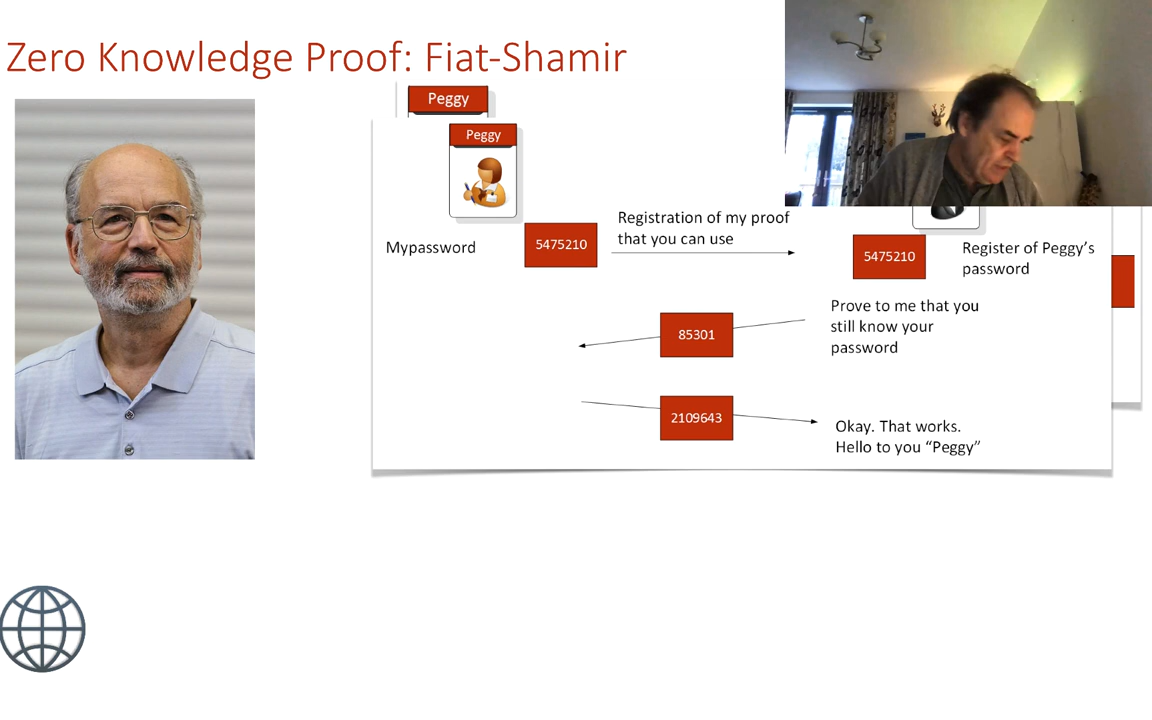 Zero Knowledge Proof: Fiat-Shamir
Peggy
Peggy
Mypassword
5475210
Registration of my proof
that you can use
5475210
Register of Peggy's
password
Prove to me that you
still know your
password
85301
2109643
Okay. That works.
Hello to you “Peggy”